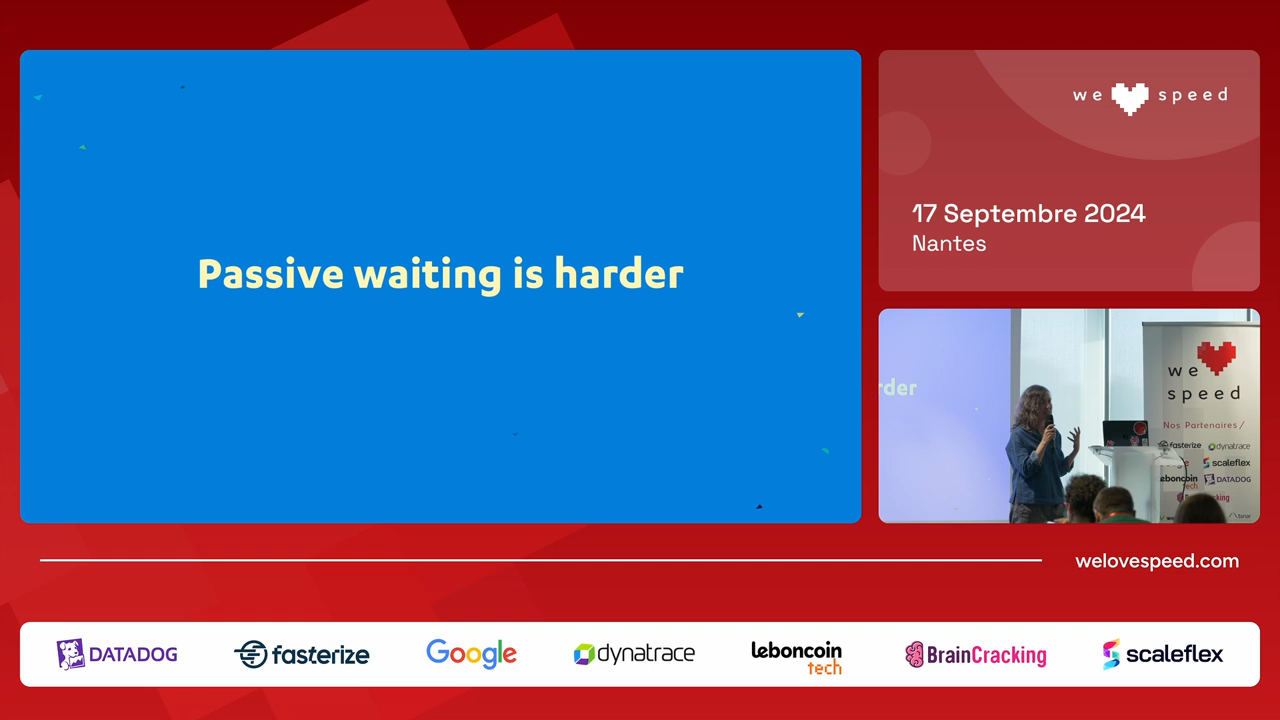 Passive waiting is harder
we speed
17 Septembre 2024
Nantes
rder
we
speed
Nos Partenaires/
fasterize
dynatrace
scaleflex
leboncoin
tech
DATADOG
welovespeed.com
DATADOG
fasterize
Google
dynatrace
leboncoin
tech
BrainCracking
scaleflex